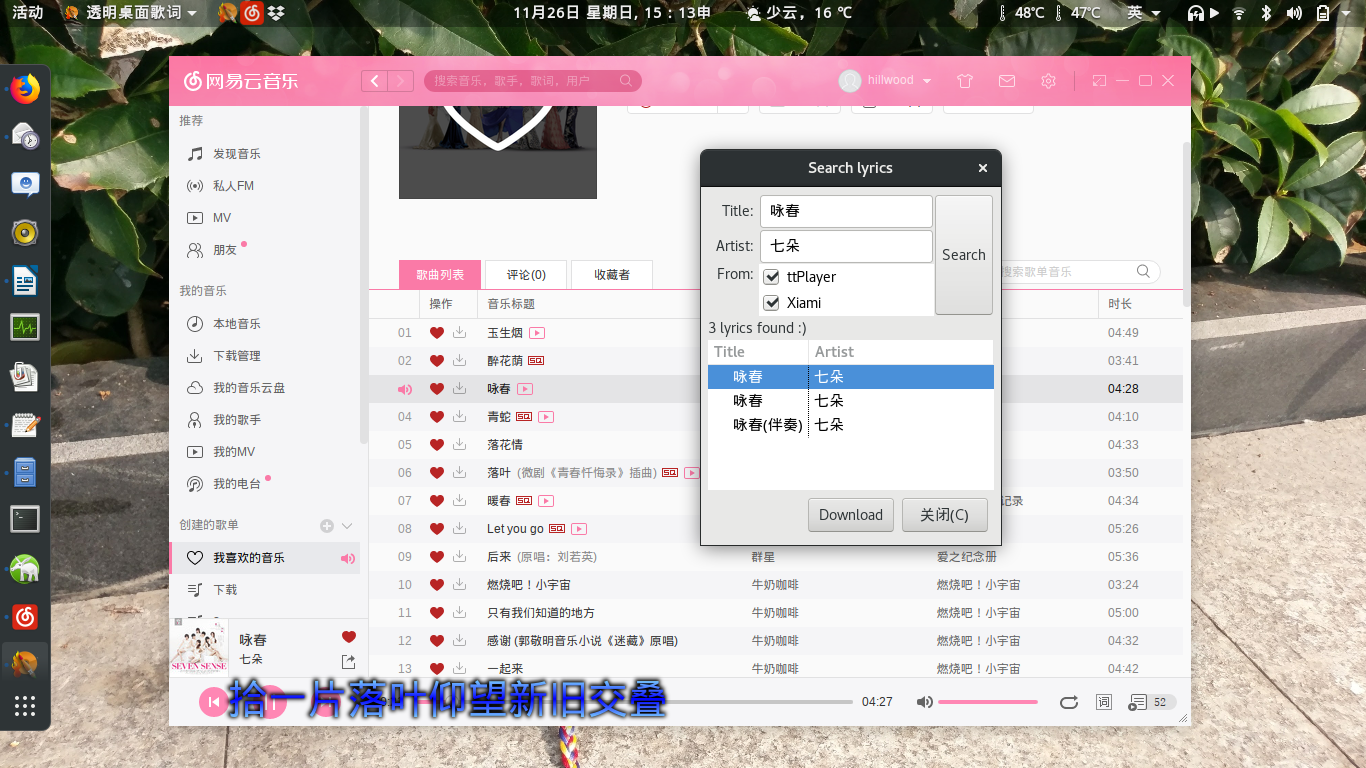 活动 透明桌面歌词 11月26日 星期日, 15：13申 少云，16 ℃ 48°C 47°C 英
网易云音乐 搜索音乐，歌手，歌词，用户 hillwood
推荐
发现音乐
私人FM
MV
朋友
我的音乐
本地音乐
下载管理
我的音乐云盘
我的歌手
我的MV
我的电台
创建的歌单
我喜欢的音乐
下载
歌曲列表 评论(0) 收藏者 搜索歌单音乐
操作 音乐标题 时长
01 玉生烟 04:49
02 醉花荫 SQ 03:41
咏春 04:28
04 青蛇 SQ 04:10
05 落花情 04:33
06 落叶 (微剧《青春忏悔录》插曲) SQ 03:50
07 暖春 SQ 记录 04:34
08 Let you go SQ 05:26
09 后来 (原唱：刘若英) 群星 爱之纪念册 05:36
10 燃烧吧！小宇宙 牛奶咖啡 燃烧吧！小宇宙 03:24
11 只有我们知道的地方 牛奶咖啡 燃烧吧！小宇宙 05:00
12 感谢 (郭敬明音乐小说《迷藏》原唱) 牛奶咖啡 燃烧吧！小宇宙 04:32
13 一起来 牛奶咖啡 燃烧吧！小宇宙 04:42
Search lyrics
Title: 咏春
Artist: 七朵
Search
From: ttPlayer
Xiami
3 lyrics found :)
Title Artist
咏春 七朵
咏春 七朵
咏春(伴奏) 七朵
Download 关闭(C)
SEVEN SENSE
咏春
七朵
拾一片落叶仰望新旧交叠
04:27 词 52